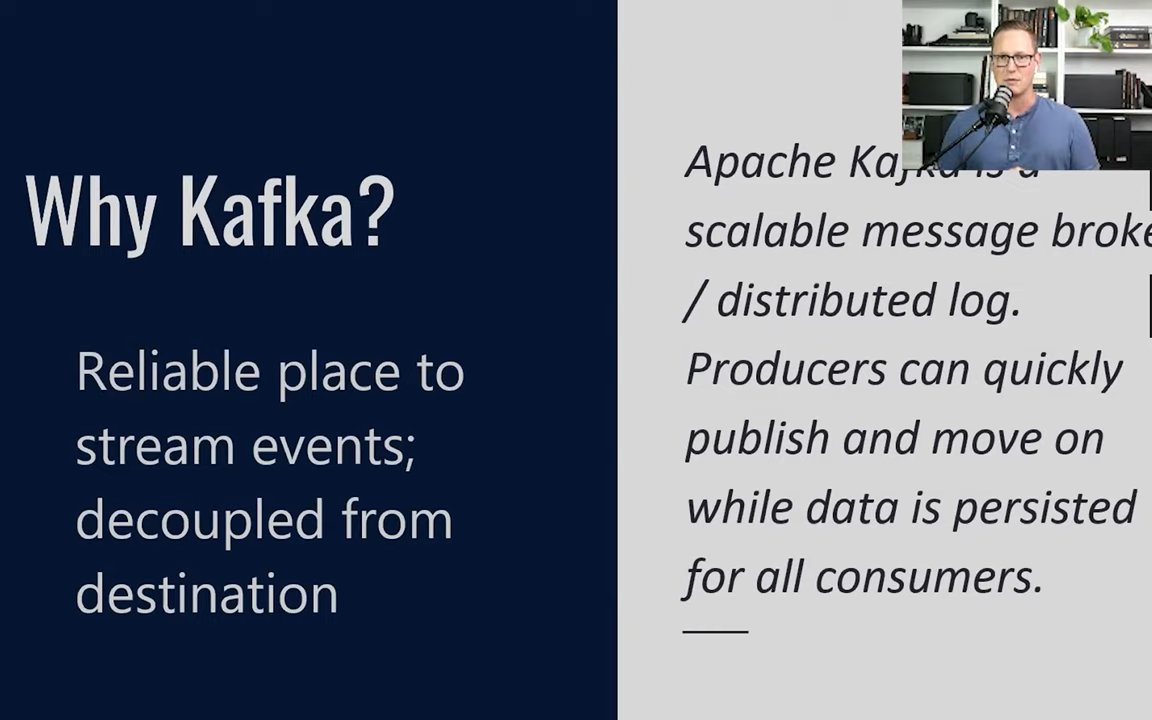 Why Kafka?
Reliable place to
stream events;
decoupled from
destination
Apache Kafka is a
scalable message broke
/ distributed log.
Producers can quickly
publish and move on
while data is persisted
for all consumers.